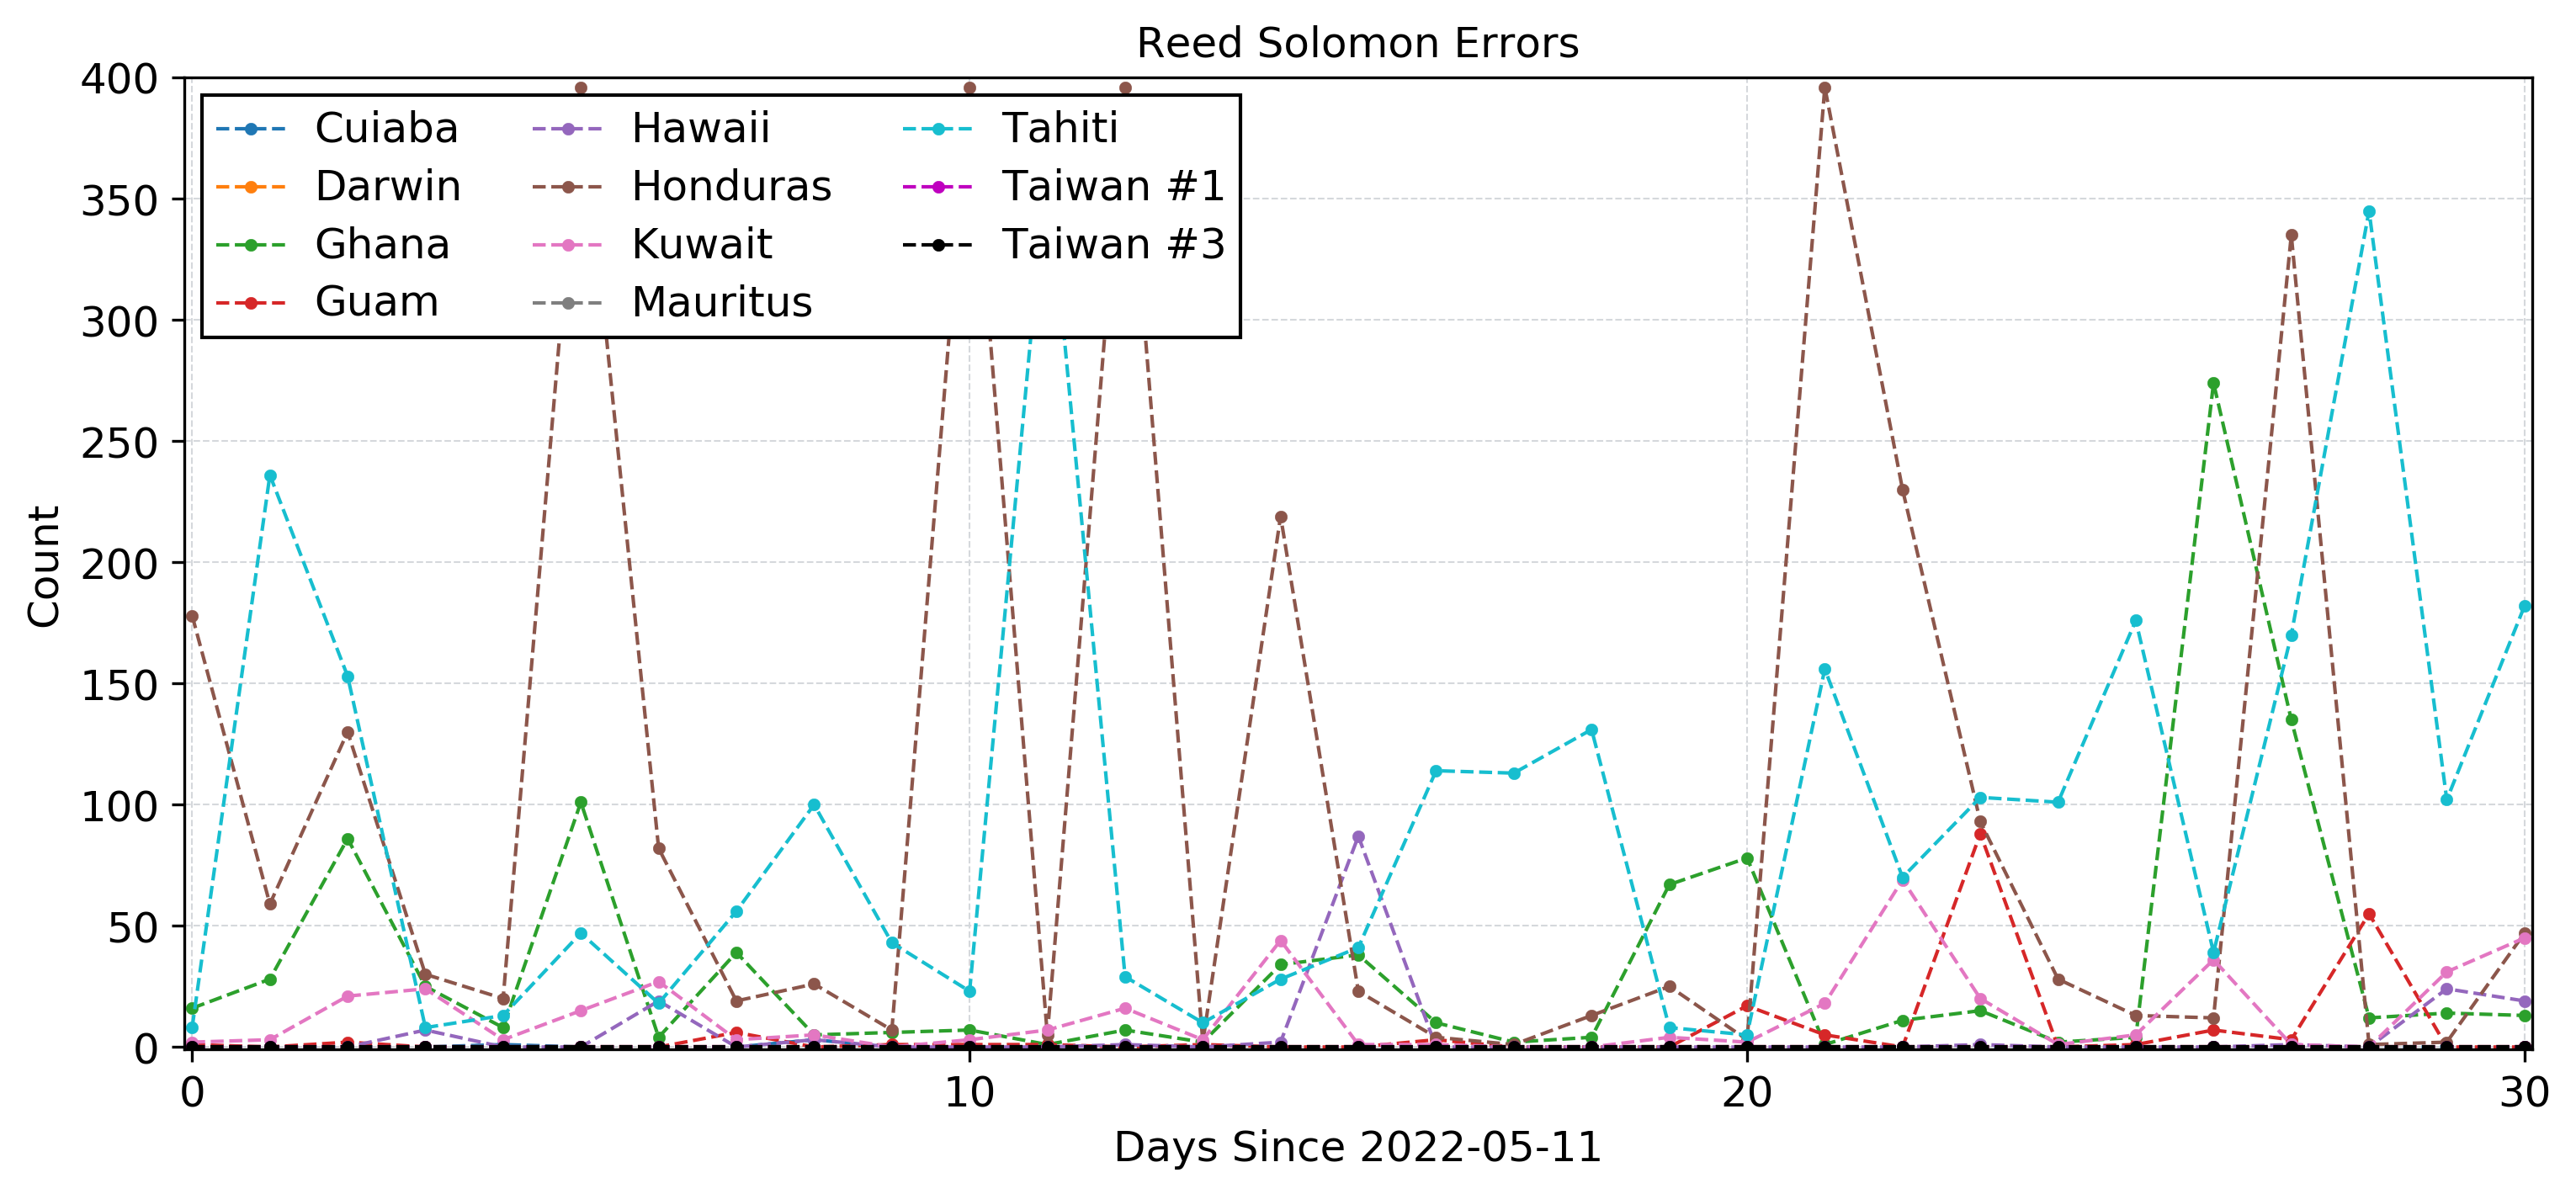 Reed Solomon Errors
400
350
300
250
200
150
100
50
0
Count
Cuiaba
Darwin
Ghana
Guam
Hawaii
Honduras
Kuwait
Mauritus
Tahiti
Taiwan #1
Taiwan #3
0 10 20 30
Days Since 2022-05-11